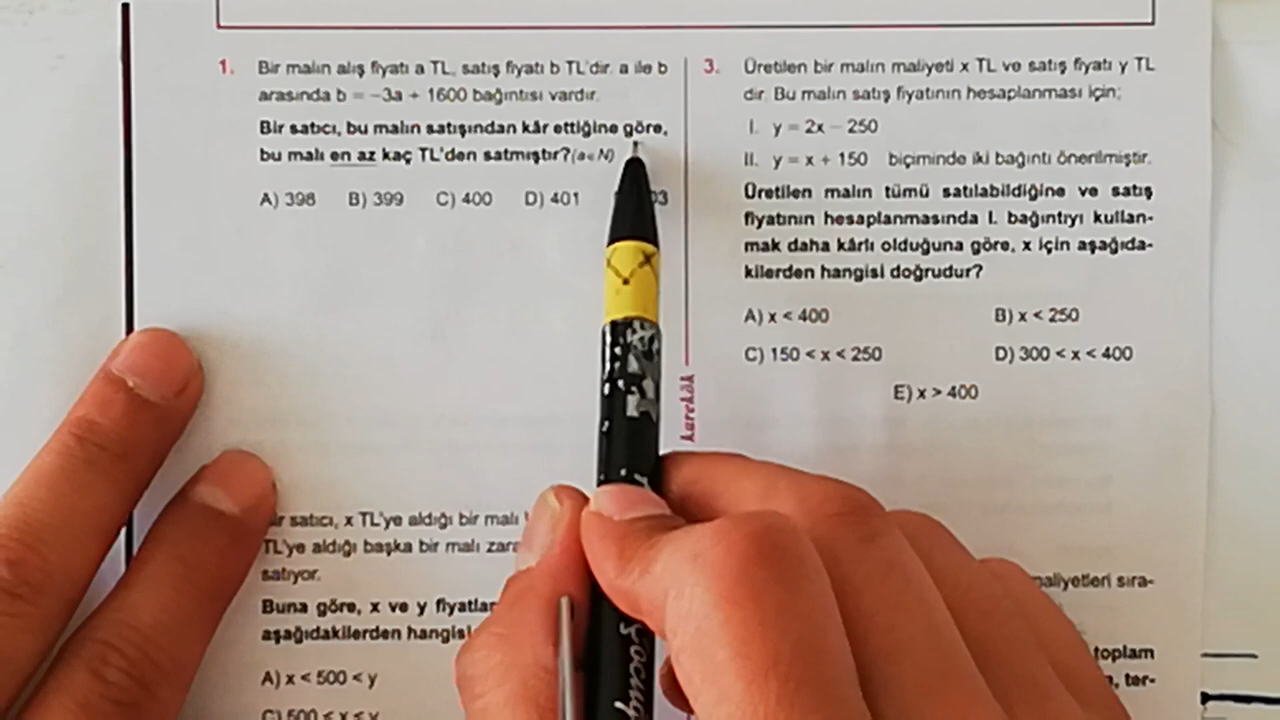 1. Bir malın alış fiyatı a TL, satış fiyatı b TL'dir. a ile b
arasında b = -3a + 1600 bağıntısı vardır.
Bir satıcı, bu malın satışından kâr ettiğine göre,
bu malı en az kaç TL'den satmıştır? (a∈N)
A) 398 B) 399 C) 400 D) 401
satıcı, x TL'ye aldığı bir malı
TL'ye aldığı başka bir malı
satıyor.
Buna göre, x ve y
aşağıdakilerden
A) x < 500 < y
3. Üretilen bir malın maliyeti x TL ve satış fiyatı y TL
dir. Bu malın satış fiyatının hesaplanması için;
I. y = 2x - 250
II. y = x + 150 biçiminde iki bağıntı önerilmiştir.
Üretilen malın tümü satılabildiğine ve satış
fiyatının hesaplanmasında I. bağıntıyı kullan-
mak daha kârlı olduğuna göre, x için aşağıda-
kilerden hangisi doğrudur?
A) x < 400 B) x < 250
C) 150 < x < 250 D) 300 < x < 400
E) x > 400
karekök
sıra-
toplam
ter-